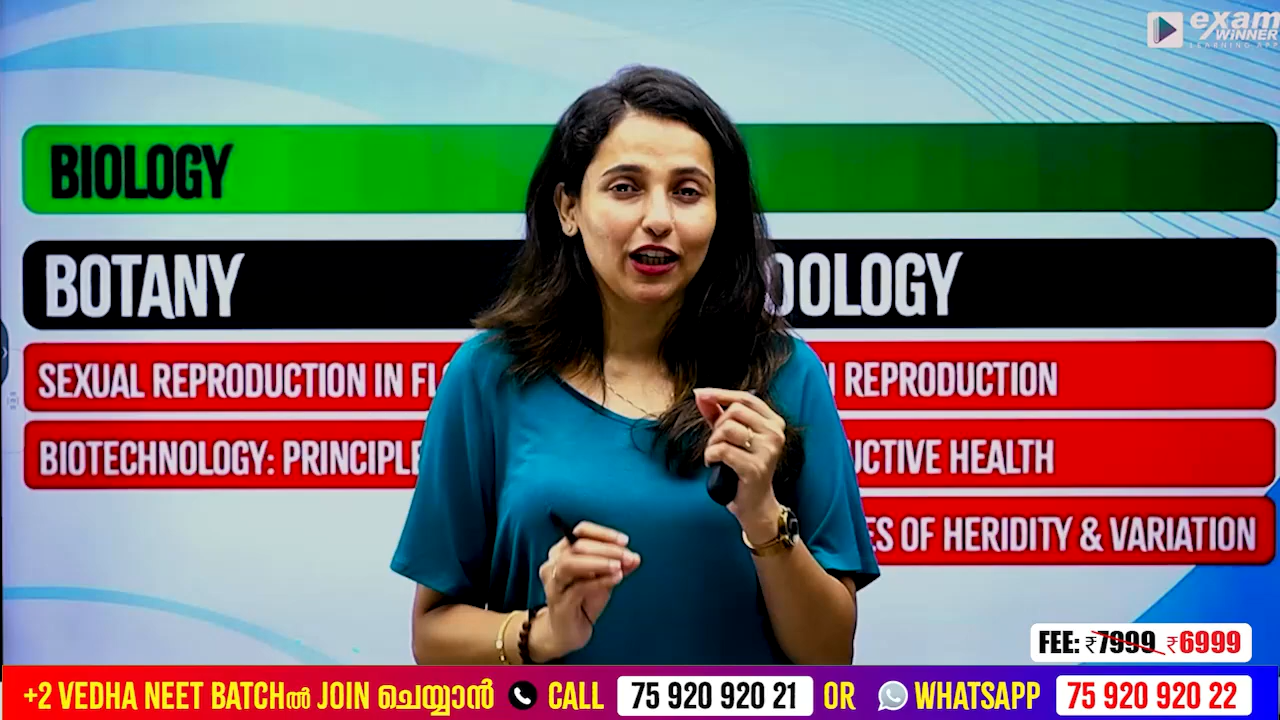 exam
WiNNER
LEARNING APP
BIOLOGY
BOTANY
OOLOGY
SEXUAL REPRODUCTION IN FL
REPRODUCTION
BIOTECHNOLOGY: PRINCIPLE
UCTIVE HEALTH
ES OF HERIDITY & VARIATION
FEE: ₹7999 ₹6999
+2 VEDHA NEET BATCHൽ JOIN ചെയ്യാൻ CALL 75 920 920 21 OR WHATSAPP 75 920 920 22